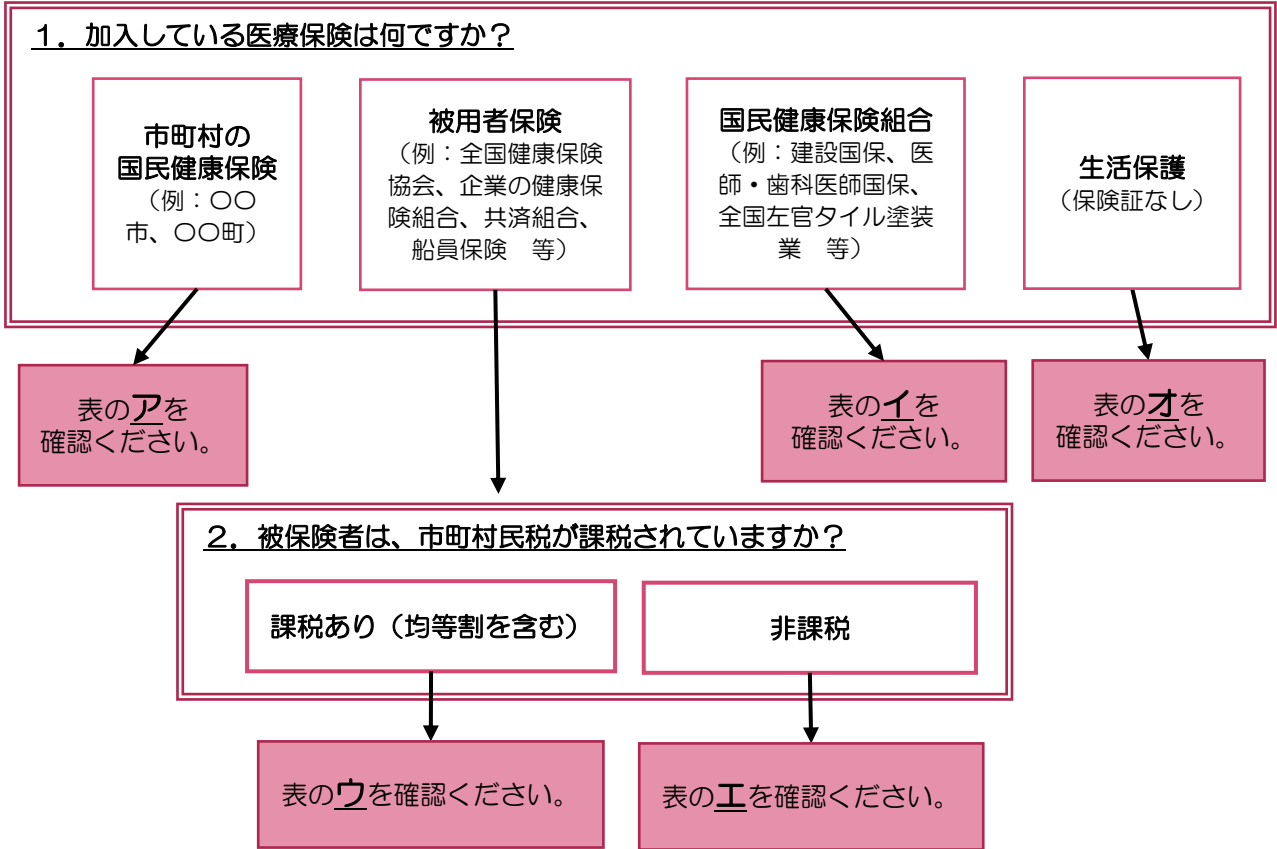 １．加入している医療保険は何ですか？
市町村の
国民健康保険
（例：〇〇
市、〇〇町）
被用者保険
（例：全国健康保険
協会、企業の健康保
険組合、共済組合、
船員保険　等）
国民健康保険組合
（例：建設国保、医
師・歯科医師国保、
全国左官タイル塗装
業　等）
生活保護
（保険証なし）
表のアを
確認ください。
表のイを
確認ください。
表のオを
確認ください。
２．被保険者は、市町村民税が課税されていますか？
課税あり（均等割を含む）
非課税
表のウを確認ください。
表のエを確認ください。